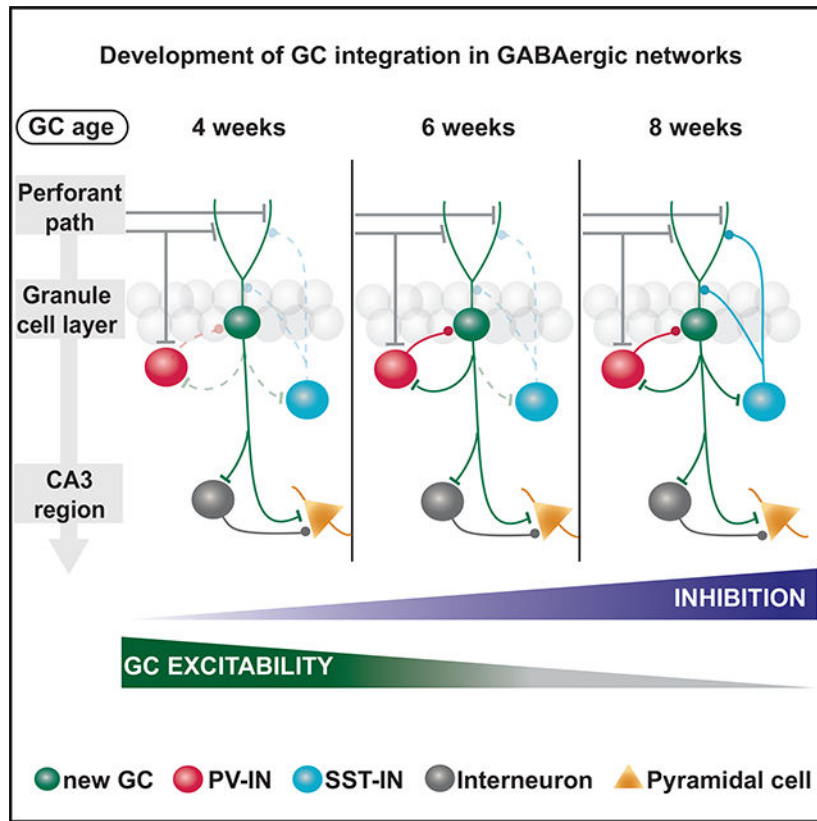 Development of GC integration in GABAergic networks
GC age
4 weeks
6 weeks
8 weeks
Perforant
path
Granule
cell layer
CA3
region
INHIBITION
GC EXCITABILITY
new GC
PV-IN
SST-IN
Interneuron
Pyramidal cell